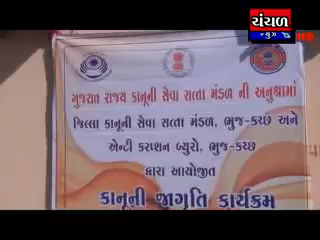 ચંચળ
ન્યુઝ
ગુજરાત રાજ્ય કાનૂની સેવા સત્તા મંડળ ની અનુશ્રામાં
જિલ્લા કાનૂની સેવા સત્તા મંડળ, ભુજ-કચ્છ અને
એન્ટી કરપ્શન બ્યુરો, ભુજ-કચ્છ
દ્વારા આયોજીત
કાનૂની જાગૃતિ કાર્યક્રમ